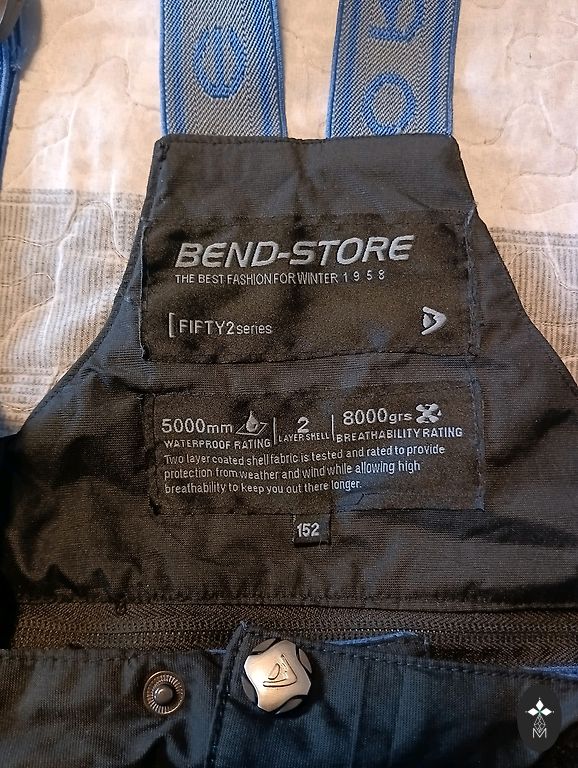 BEND-STORE
THE BEST FASHION FOR WINTER 1958
[FIFTY2 series
5000mm
WATERPROOF RATING
2
LAYER SHELL
8000grs
BREATHABILITY RATING
Two layer coated shell fabric is tested and rated to provide
protection from weather and wind while allowing high
breathability to keep you out there longer.
152
M